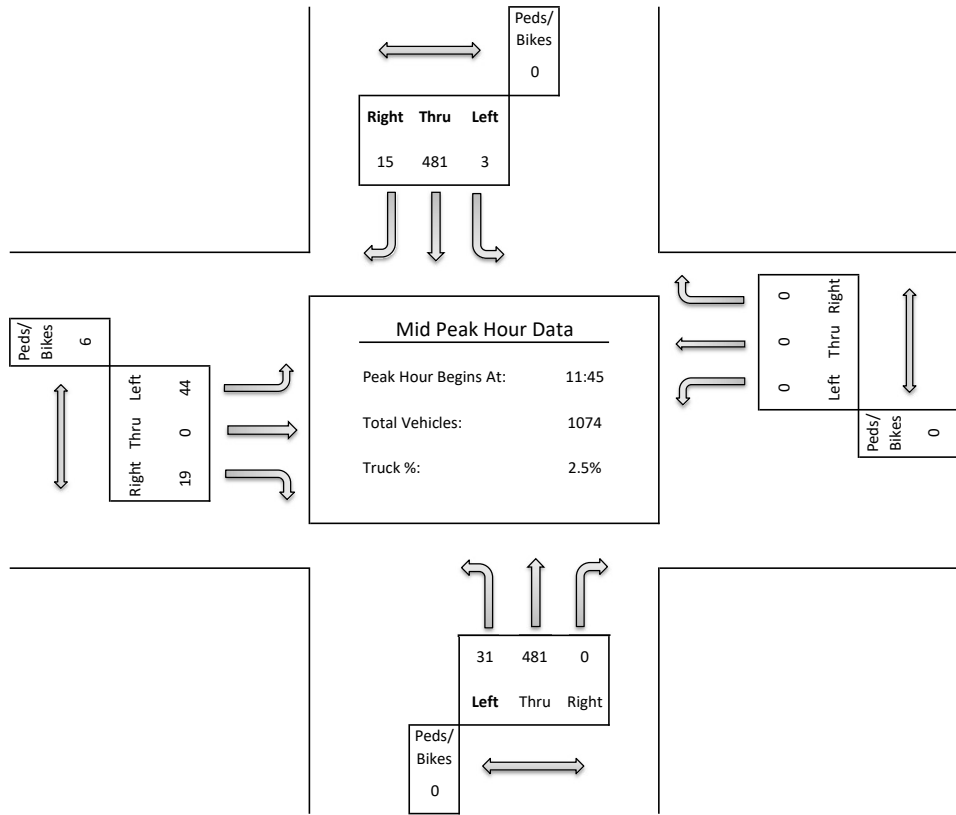 Peds/
Bikes
0
Right Thru Left
15 481 3
Peds/
Bikes
6
Left
44
Thru
0
Right
19
Mid Peak Hour Data
Peak Hour Begins At: 11:45
Total Vehicles: 1074
Truck %: 2.5%
0
Right
0
Thru
0
Left
Peds/
Bikes
0
31 481 0
Left Thru Right
Peds/
Bikes
0